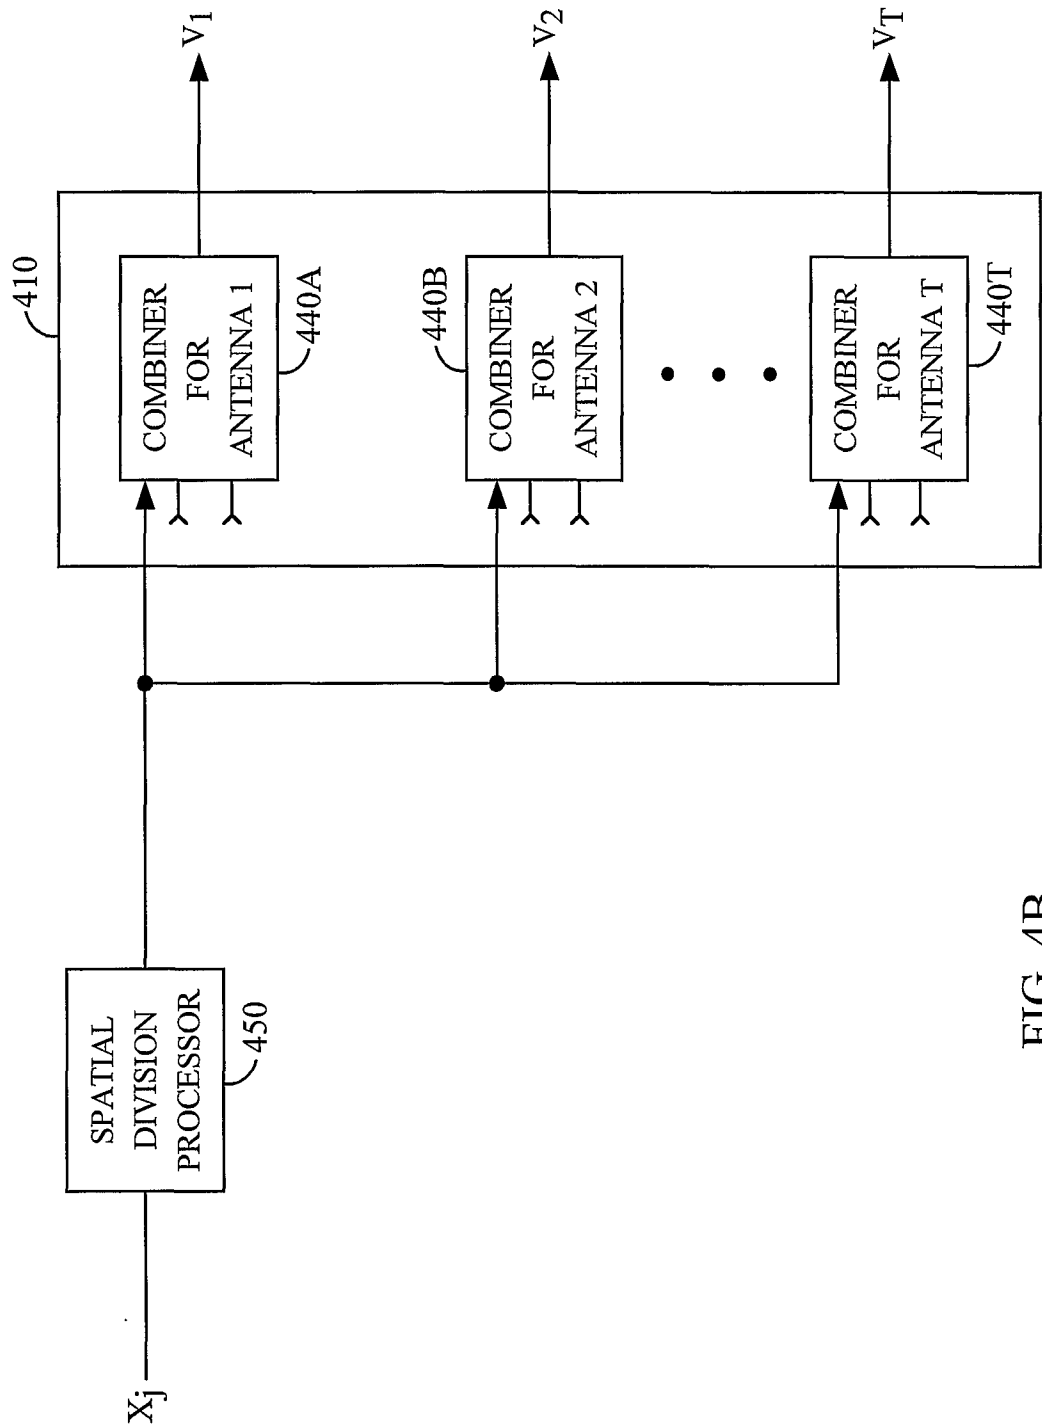 X_j
SPATIAL
DIVISION
PROCESSOR
450
410
COMBINER
FOR
ANTENNA 1
440A
V_1
COMBINER
FOR
ANTENNA 2
440B
V_2
COMBINER
FOR
ANTENNA T
440T
V_T
FIG. 4B